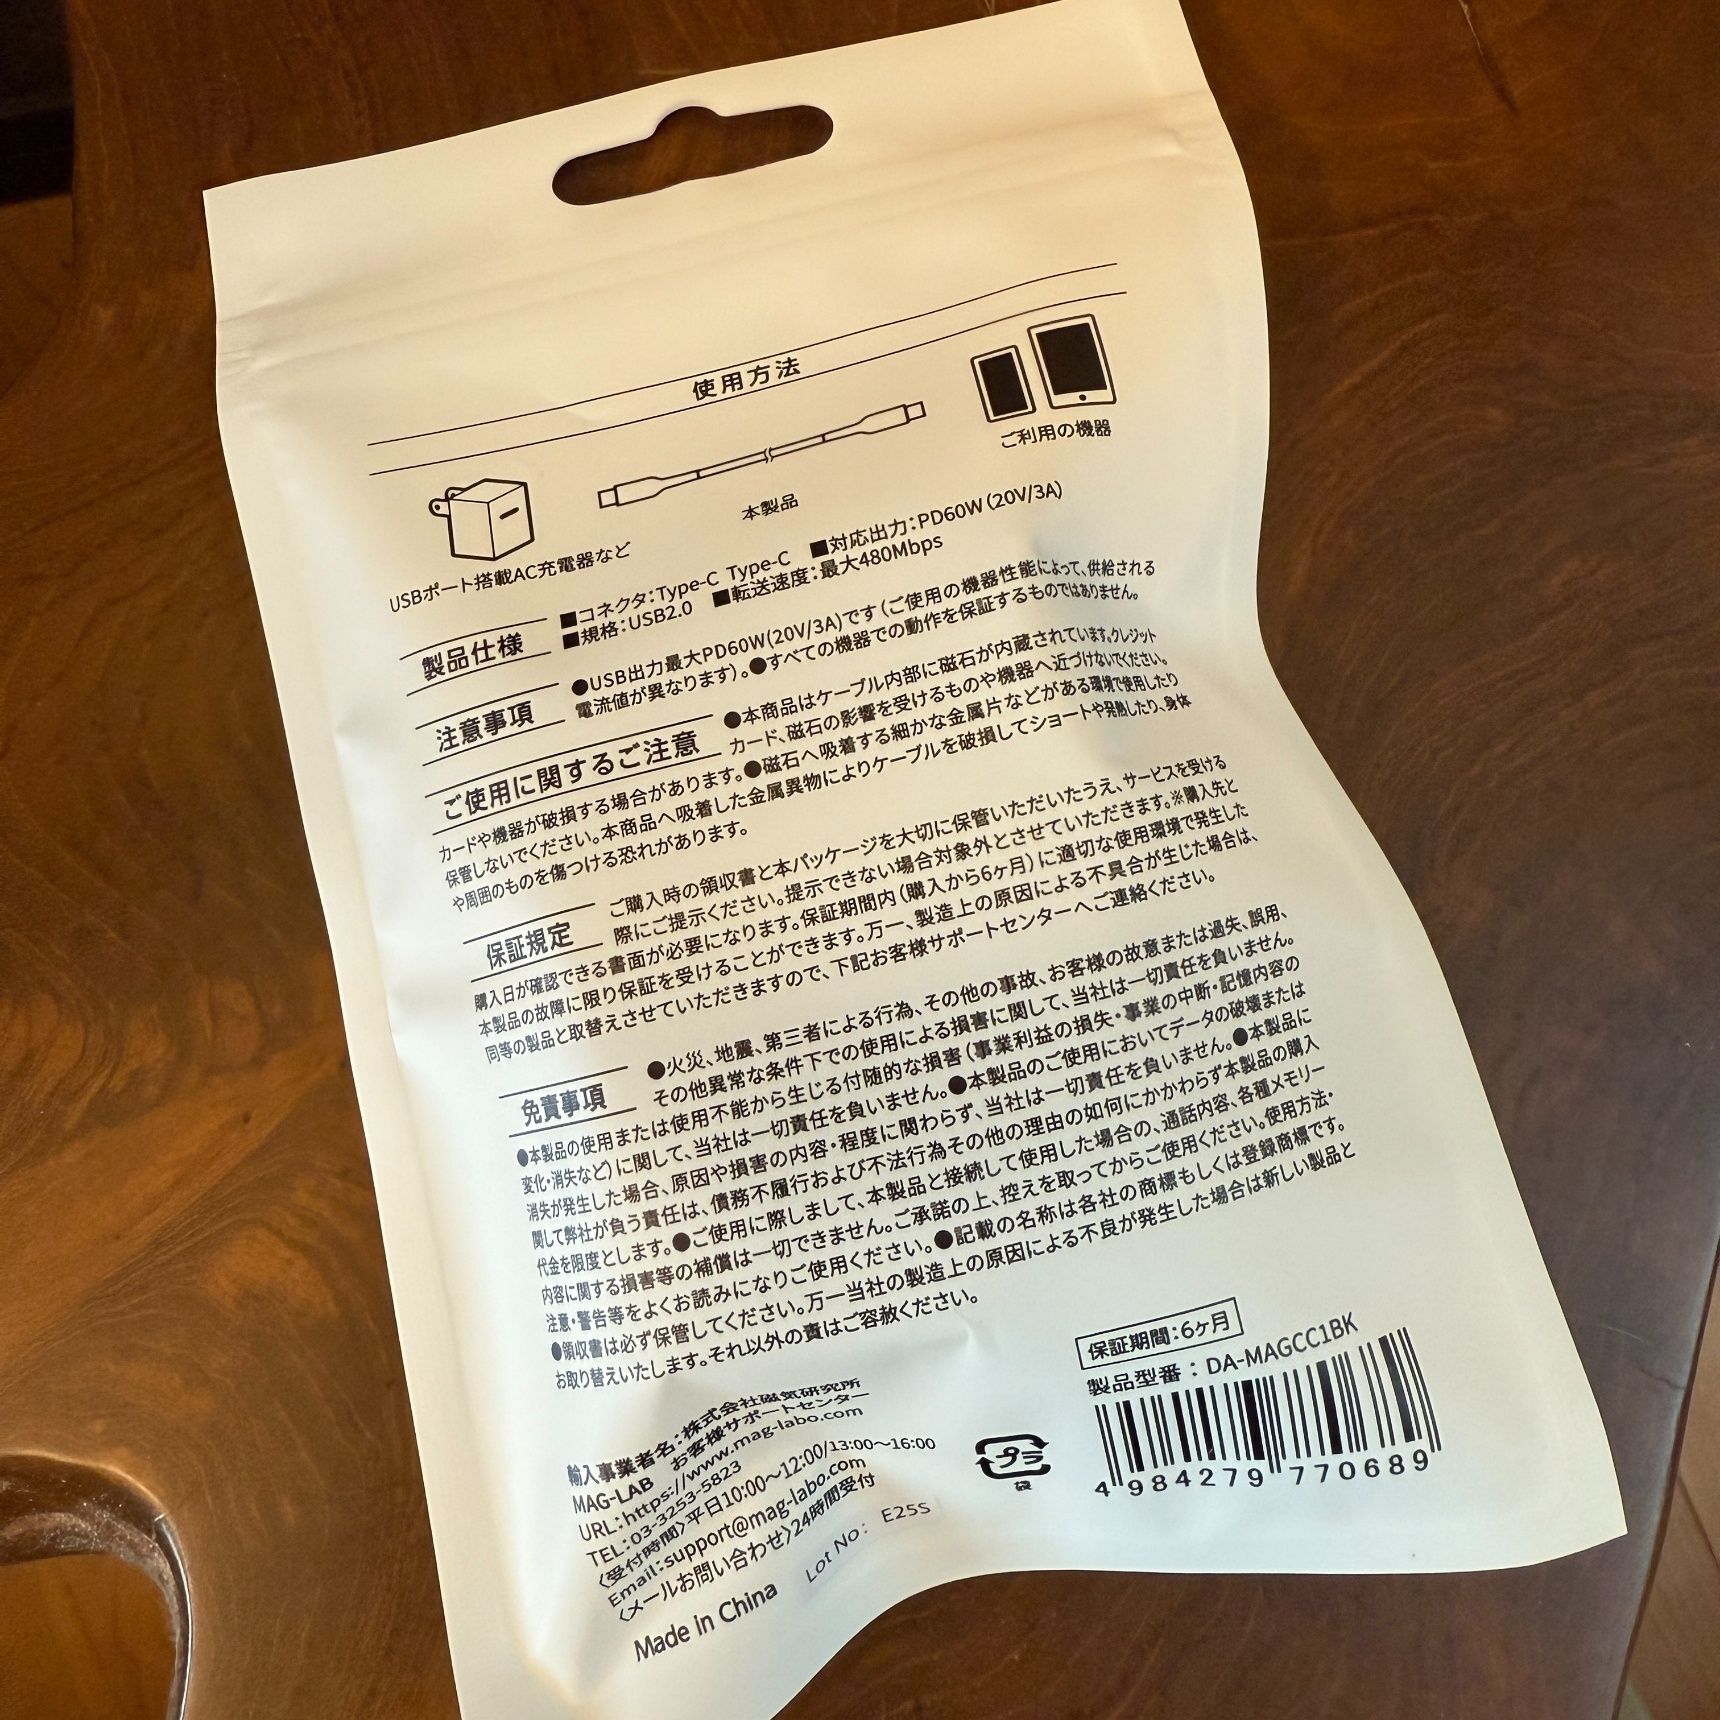 使用方法
USBポート搭載AC充電器など
本製品
ご利用の機器
製品仕様
■コネクタ：Type-C Type-C ■対応出力：PD60W（20V/3A）
■規格：USB2.0 ■転送速度：最大480Mbps
注意事項
●USB出力最大PD60W(20V/3A)です（ご使用の機器性能によって、供給される
電流値が異なります）。●すべての機器での動作を保証するものではありません。
ご使用に関するご注意
●本商品はケーブル内部に磁石が内蔵されています。クレジット
カード、磁石の影響を受けるものや機器へ近づけないでください。
カードや機器が破損する場合があります。●磁石へ吸着する細かな金属片などがある環境で使用したり
保管しないでください。本商品へ吸着した金属異物によりケーブルを破損してショートや発熱したり、身体
や周囲のものを傷つける恐れがあります。
保証規定
ご購入時の領収書と本パッケージを大切に保管いただいたうえ、サービスを受ける
際にご提示ください。提示できない場合対象外とさせていただきます。※購入先と
購入日が確認できる書面が必要になります。保証期間内（購入から6ヶ月）に適切な使用環境で発生した
本製品の故障に限り保証を受けることができます。万一、製造上の原因による不具合が生じた場合は、
同等の製品と取替えさせていただきますので、下記お客様サポートセンターへご連絡ください。
免責事項
●火災、地震、第三者による行為、その他の事故、お客様の故意または過失、誤用、
その他異常な条件下での使用による損害に関して、当社は一切責任を負いません。
●本製品の使用または使用不能から生じる付随的な損害（事業利益の損失・事業の中断・記憶内容の
変化・消失など）に関して、当社は一切責任を負いません。●本製品のご使用においてデータの破壊または
消失が発生した場合、原因や損害の内容・程度に関わらず、当社は一切責任を負いません。●本製品に
関して弊社が負う責任は、債務不履行および不法行為その他の理由の如何にかかわらず本製品の購入
代金を限度とします。●ご使用に際しまして、本製品と接続して使用した場合の、通話内容、各種メモリー
内容に関する損害等の補償は一切できません。ご承諾の上、控えを取ってからご使用ください。使用方法・
注意・警告等をよくお読みになりご使用ください。●記載の名称は各社の商標もしくは登録商標です。
●領収書は必ず保管してください。万一当社の製造上の原因による不良が発生した場合は新しい製品と
お取り替えいたします。それ以外の責はご容赦ください。
輸入事業者名：株式会社磁気研究所
MAG-LAB お客様サポートセンター
URL：https://www.mag-labo.com
TEL：03-3253-5823
〈受付時間〉平日10:00～12:00/13:00～16:00
Email：support@mag-labo.com
〈メールお問い合わせ〉24時間受付
Made in China
Lot No： E25S
プラ
袋
保証期間：6ヶ月
製品型番：DA-MAGCC1BK
4 984279 770689